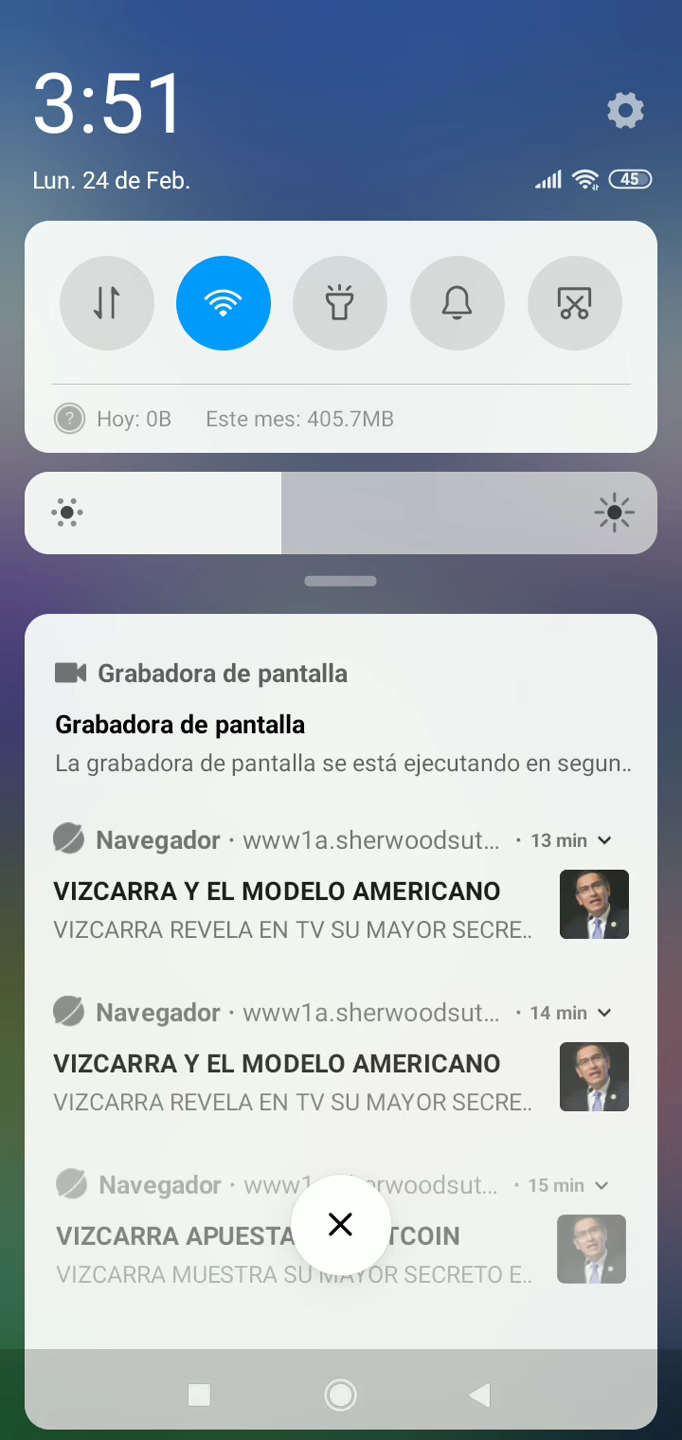 3:51
Lun. 24 de Feb.
45
Hoy: 0B Este mes: 405.7MB
Grabadora de pantalla
Grabadora de pantalla
La grabadora de pantalla se está ejecutando en segun..
Navegador · www1a.sherwoodsut... · 13 min
VIZCARRA Y EL MODELO AMERICANO
VIZCARRA REVELA EN TV SU MAYOR SECRE..
Navegador · www1a.sherwoodsut... · 14 min
VIZCARRA Y EL MODELO AMERICANO
VIZCARRA REVELA EN TV SU MAYOR SECRE..
Navegador · www1a.sherwoodsut... · 15 min
VIZCARRA APUESTA TCOIN
VIZCARRA MUESTRA SU MAYOR SECRETO E..